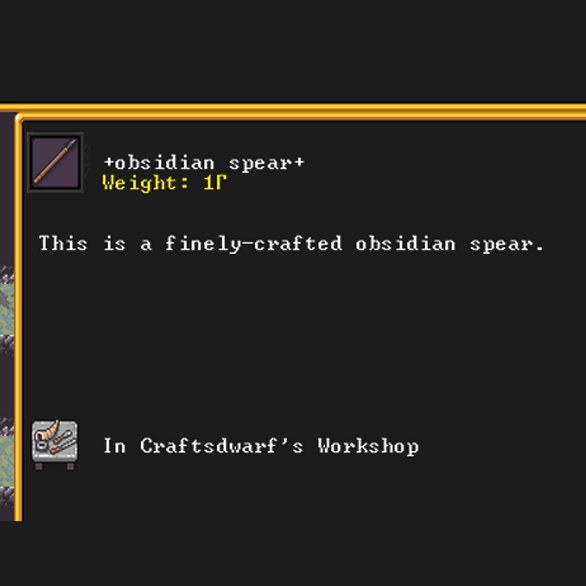 +obsidian spear+
Weight: 1Γ
This is a finely-crafted obsidian spear.
In Craftsdwarf's Workshop